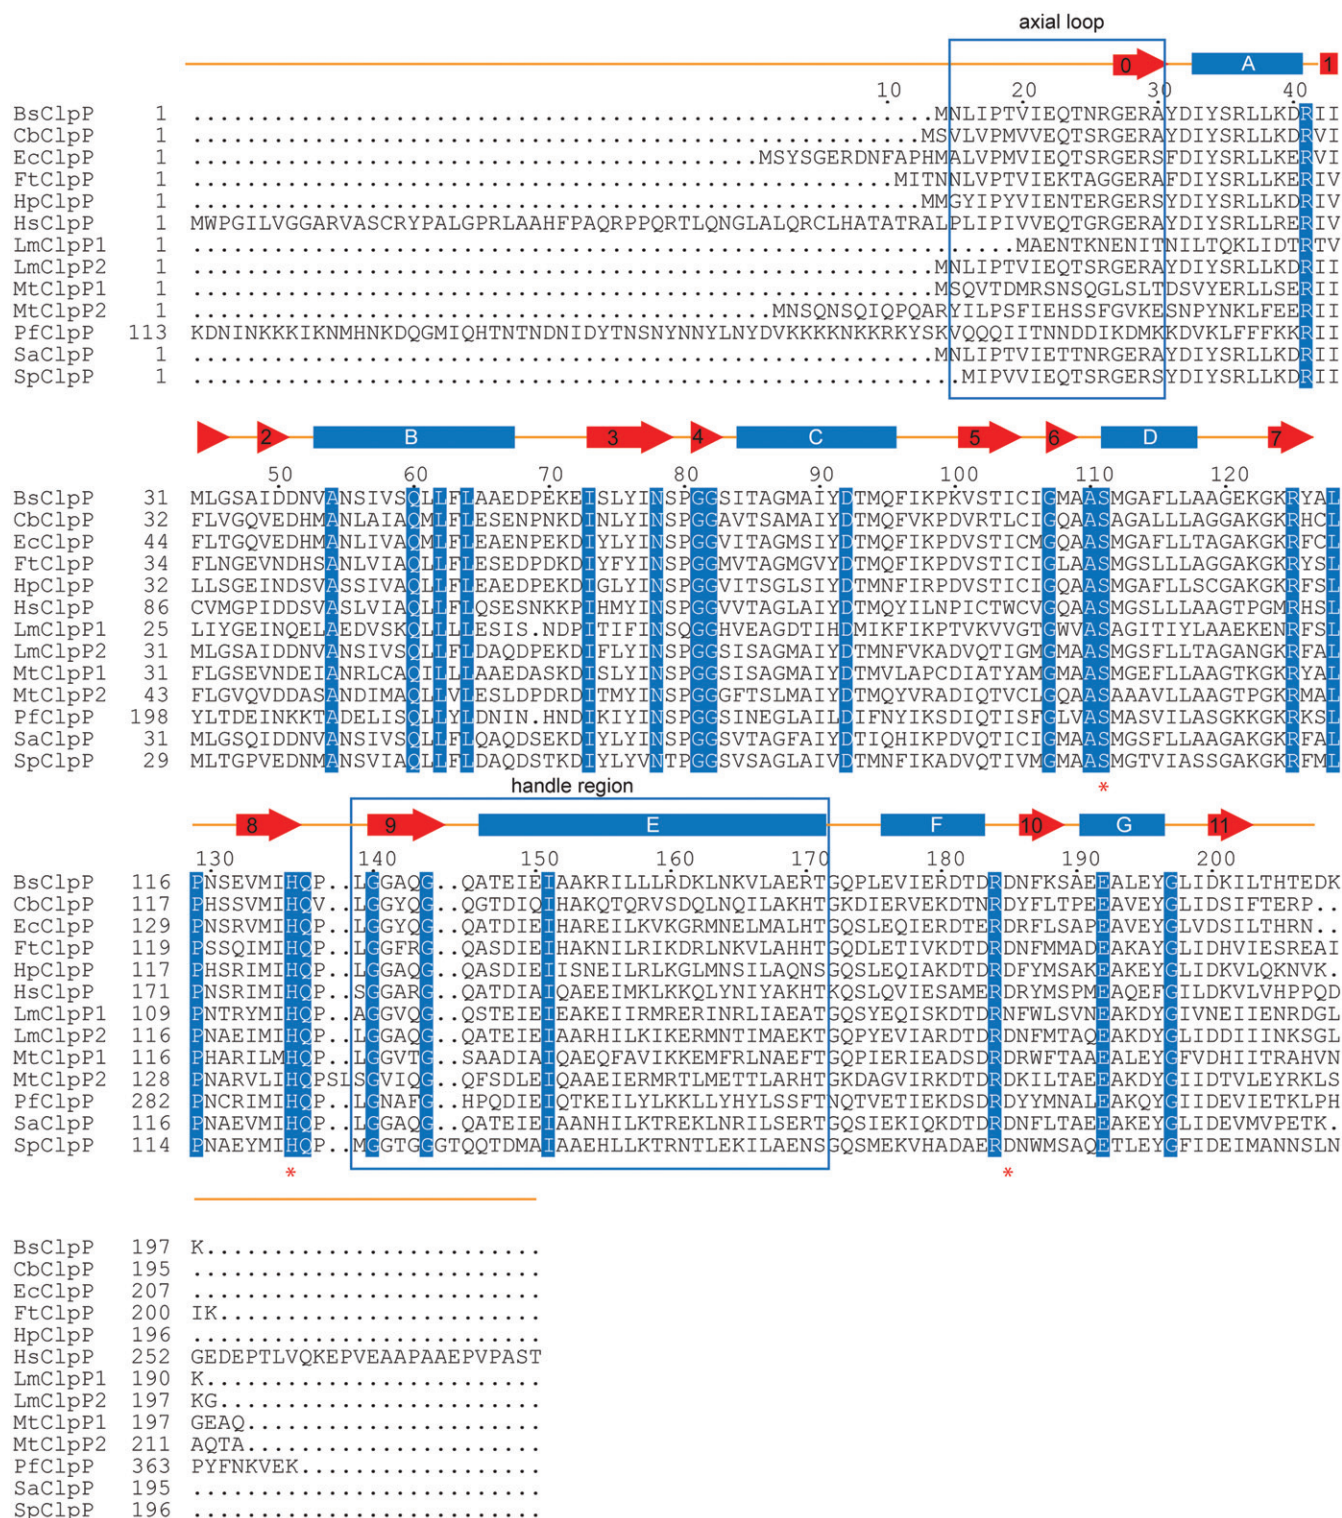 axial loop
0 A 1
10 20 30 40
BsClpP 1 .......................................................MNLIPTVIEQTNRGERAYDIYSRLLKDRII
CbClpP 1 ......................................................MSVLVPMVVEQTSRGERAYDIYSRLLKDRVI
EcClpP 1 ..........................................MSYSGERDNFAPHMALVPMVIEQTSRGERSFDIYSRLLKERVI
FtClpP 1 ....................................................MITNNLVPTVIEKTAGGERAFDIYSRLLKERIV
HpClpP 1 ......................................................MMGYIPYVIENTERGERAYDIYSRLLKDRIV
HsClpP 1 MWPGILVGGARVASCRYPALGPRLAAHFPAQRPPQRTLQNGLALQRCLHATATRALPLIPIVVEQTGRGERAYDIYSRLLRERIV
LmClpP1 1 .............................................................MAENTKNENITNILTQKLIDTRTV
LmClpP2 1 .......................................................MNLIPTVIEQTSRGERAYDIYSRLLKDRII
MtClpP1 1 .......................................................MSQVTDMRSNSQGLSLTDSVYERLLSERII
MtClpP2 1 ...........................................MNSQNSQIQPQARYILPSFIEHSSFGVKESNPYNKLFEERII
PfClpP 113 KDNINKKKIKNMHNKDQGMIQHTNTNDNIDYTNSNYNNYLNYDVKKKKNKKRKYSKVQQQIITNNDDIKDMKKDVKLFFFKKRII
SaClpP 1 .......................................................MNLIPTVIETTNRGERAYDIYSRLLKDRII
SpClpP 1 .........................................................MIPVVIEQTSRGERSYDIYSRLLKDRII
2 B 3 4 C 5 6 D 7
50 60 70 80 90 100 110 120
BsClpP 31 MLGSAIDDNVANSIVSQLLFLAAEDPEKEISLYINSPGGSITAGMAIYDTMQFIKPKVSTICIGMAASMGAFLLAAGEKGKRYAL
CbClpP 32 FLVGQVEDHMANLAIAQMLFLESENPNKDINLYINSPGGAVTSAMAIYDTMQFVKPDVRTLCIGQAASAGALLLAGGAKGKRHCL
EcClpP 44 FLTGQVEDHMANLIVAQMLFLEAENPEKDIYLYINSPGGVITAGMSIYDTMQFIKPDVSTICMGQAASMGAFLLTAGAKGKRFCL
FtClpP 34 FLNGEVNDHSANLVIAQLLFLESEDPDKDIYFYINSPGGMVTAGMGVYDTMQFIKPDVSTICIGLAASMGSLLLAGGAKGKRYSL
HpClpP 32 LLSGEINDSVASSIVAQLLFLEAEDPEKDIGLYINSPGGVITSGLSIYDTMNFIRPDVSTICIGQAASMGAFLLSCGAKGKRFSL
HsClpP 86 CVMGPIDDSVASLVIAQLLFLQSESNKKPIHMYINSPGGVVTAGLAIYDTMQYILNPICTWCVGQAASMGSLLLAAGTPGMRHSL
LmClpP1 25 LIYGEINQELAEDVSKQLLLLESIS.NDPITIFINSQGGHVEAGDTIHDMIKFIKPTVKVVGTGWVASAGITIYLAAEKENRFSL
LmClpP2 31 MLGSAIDDNVANSIVSQLLFLDAQDPEKDIFLYINSPGGSISAGMAIYDTMNFVKADVQTIGMGMAASMGSFLLTAGANGKRFAL
MtClpP1 31 FLGSEVNDEIANRLCAQILLLAAEDASKDISLYINSPGGSISAGMAIYDTMVLAPCDIATYAMGMAASMGEFLLAAGTKGKRYAL
MtClpP2 43 FLGVQVDDASANDIMAQLLVLESLDPDRDITMYINSPGGGFTSLMAIYDTMQYVRADIQTVCLGQAASAAAVLLAAGTPGKRMAL
PfClpP 198 YLTDEINKKTADELISQLLYLDNIN.HNDIKIYINSPGGSINEGLAILDIFNYIKSDIQTISFGLVASMASVILASGKKGKRKSL
SaClpP 31 MLGSQIDDNVANSIVSQLLFLQAQDSEKDIYLYINSPGGSVTAGFAIYDTIQHIKPDVQTICIGMAASMGSFLLAAGAKGKRFAL
SpClpP 29 MLTGPVEDNMANSVIAQLLFLDAQDSTKDIYLYVNTPGGSVSAGLAIVDTMNFIKADVQTIVMGMAASMGTVIASSGAKGKRFML
*
handle region
8 9 E F 10 G 11
130 140 150 160 170 180 190 200
BsClpP 116 PNSEVMIHQP..LGGAQG..QATEIEIAAKRILLLRDKLNKVLAERTGQPLEVIERDTDRDNFKSAEEALEYGLIDKILTHTEDK
CbClpP 117 PHSSVMIHQV..LGGYQG..QGTDIQIHAKQTQRVSDQLNQILAKHTGKDIERVEKDTNRDYFLTPEEAVEYGLIDSIFTERP..
EcClpP 129 PNSRVMIHQP..LGGYQG..QATDIEIHAREILKVKGRMNELMALHTGQSLEQIERDTERDRFLSAPEAVEYGLVDSILTHRN..
FtClpP 119 PSSQIMIHQP..LGGFRG..QASDIEIHAKNILRIKDRLNKVLAHHTGQDLETIVKDTDRDNFMMADEAKAYGLIDHVIESREAI
HpClpP 117 PHSRIMIHQP..LGGAQG..QASDIEIISNEILRLKGLMNSILAQNSGQSLEQIAKDTDRDFYMSAKEAKEYGLIDKVLQKNVK.
HsClpP 171 PNSRIMIHQP..SGGARG..QATDIAIQAEEIMKLKKQLYNIYAKHTKQSLQVIESAMERDRYMSPMEAQEFGILDKVLVHPPQD
LmClpP1 109 PNTRYMIHQP..AGGVQG..QSTEIEIEAKEIIRMRERINRLIAEATGQSYEQISKDTDRNFWLSVNEAKDYGIVNEIIENRDGL
LmClpP2 116 PNAEIMIHQP..LGGAQG..QATEIEIAARHILKIKERMNTIMAEKTGQPYEVIARDTDRDNFMTAQEAKDYGLIDDIIINKSGL
MtClpP1 116 PHARILMHQP..LGGVTG..SAADIAIQAEQFAVIKKEMFRLNAEFTGQPIERIEADSDRDRWFTAAEALEYGFVDHIITRAHVN
MtClpP2 128 PNARVLIHQPSLSGVIQG..QFSDLEIQAAEIERMRTLMETTLARHTGKDAGVIRKDTDRDKILTAEEAKDYGIIDTVLEYRKLS
PfClpP 282 PNCRIMIHQP..LGNAFG..HPQDIEIQTKEILYLKKLLYHYLSSFTNQTVETIEKDSDRDYYMNALEAKQYGIIDEVIETKLPH
SaClpP 116 PNAEVMIHQP..LGGAQG..QATEIEIAANHILKTREKLNRILSERTGQSIEKIQKDTDRDNFLTAEEAKEYGLIDEVMVPETK.
SpClpP 114 PNAEYMIHQP..MGGTGGGTQQTDMAIAAEHLLKTRNTLEKILAENSGQSMEKVHADAERDNWMSAQETLEYGFIDEIMANNSLN
* *
BsClpP 197 K.........................
CbClpP 195 ..........................
EcClpP 207 ..........................
FtClpP 200 IK........................
HpClpP 196 ..........................
HsClpP 252 GEDEPTLVQKEPVEAAPAAEPVPAST
LmClpP1 190 K.........................
LmClpP2 197 KG........................
MtClpP1 197 GEAQ......................
MtClpP2 211 AQTA......................
PfClpP 363 PYFNKVEK..................
SaClpP 195 ..........................
SpClpP 196 ..........................